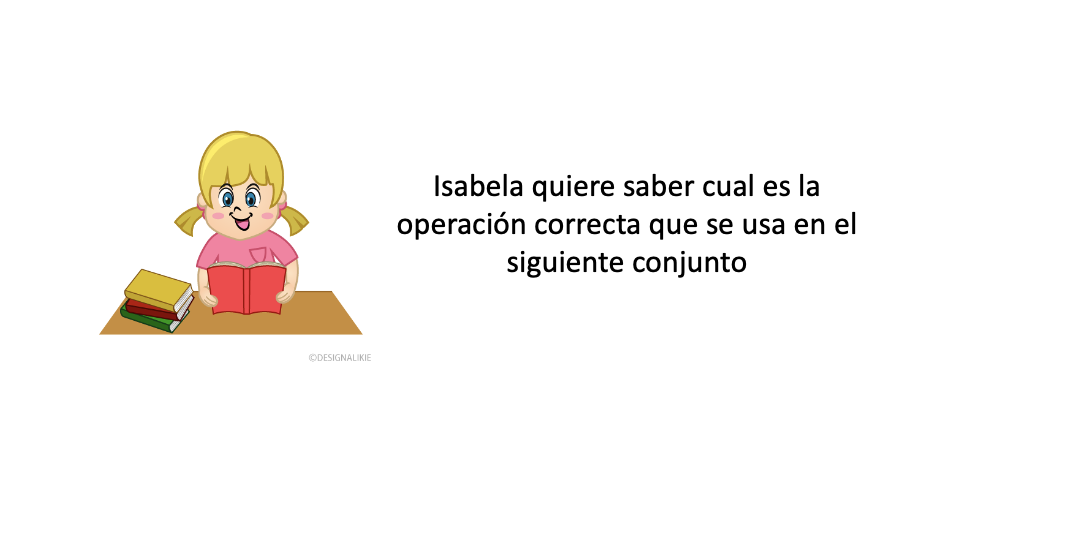 Isabela quiere saber cual es la
operación correcta que se usa en el
siguiente conjunto
©DESIGNALIKIE